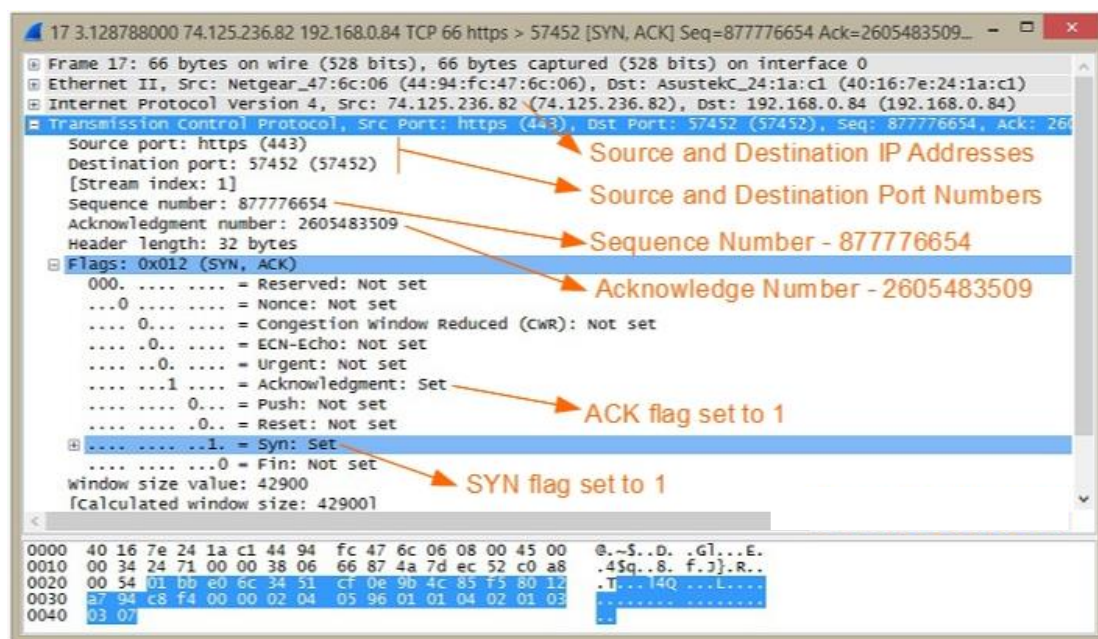 17 3.128788000 74.125.236.82 192.168.0.84 TCP 66 https > 57452 [SYN, ACK] Seq=877776654 Ack=2605483509...
Frame 17: 66 bytes on wire (528 bits), 66 bytes captured (528 bits) on interface 0
Ethernet II, Src: Netgear_47:6c:06 (44:94:fc:47:6c:06), Dst: AsustekC_24:1a:c1 (40:16:7e:24:1a:c1)
Internet Protocol Version 4, Src: 74.125.236.82 (74.125.236.82), Dst: 192.168.0.84 (192.168.0.84)
Transmission Control Protocol, Src Port: https (443), Dst Port: 57452 (57452), Seq: 877776654, Ack: 260
Source port: https (443)
Source and Destination IP Addresses
Destination port: 57452 (57452)
[Stream index: 1]
Source and Destination Port Numbers
Sequence number: 877776654
Acknowledgment number: 2605483509
Sequence Number - 877776654
Header length: 32 bytes
Flags: 0x012 (SYN, ACK)
000. .... .... = Reserved: Not set
Acknowledge Number - 2605483509
...0 .... .... = Nonce: Not set
.... 0... .... = Congestion Window Reduced (CWR): Not set
.... .0.. .... = ECN-Echo: Not set
.... ..0. .... = Urgent: Not set
.... ...1 .... = Acknowledgment: Set
.... .... 0... = Push: Not set
ACK flag set to 1
.... .... .0.. = Reset: Not set
.... .... ..1. = Syn: Set
.... .... ...0 = Fin: Not set
Window size value: 42900
SYN flag set to 1
[Calculated window size: 42900]
0000 40 16 7e 24 1a c1 44 94 fc 47 6c 06 08 00 45 00 @.~$..D. .Gl...E.
0010 00 34 24 71 00 00 38 06 66 87 4a 7d ec 52 c0 a8 .4$q..8. f.J}.R..
0020 00 54 01 bb e0 6c 34 51 cf 0e 9b 4c 85 f5 80 12 .T...l4Q ...L....
0030 a7 94 c8 f4 00 00 02 04 05 96 01 01 04 02 01 03 ........ ........
0040 03 07 ..